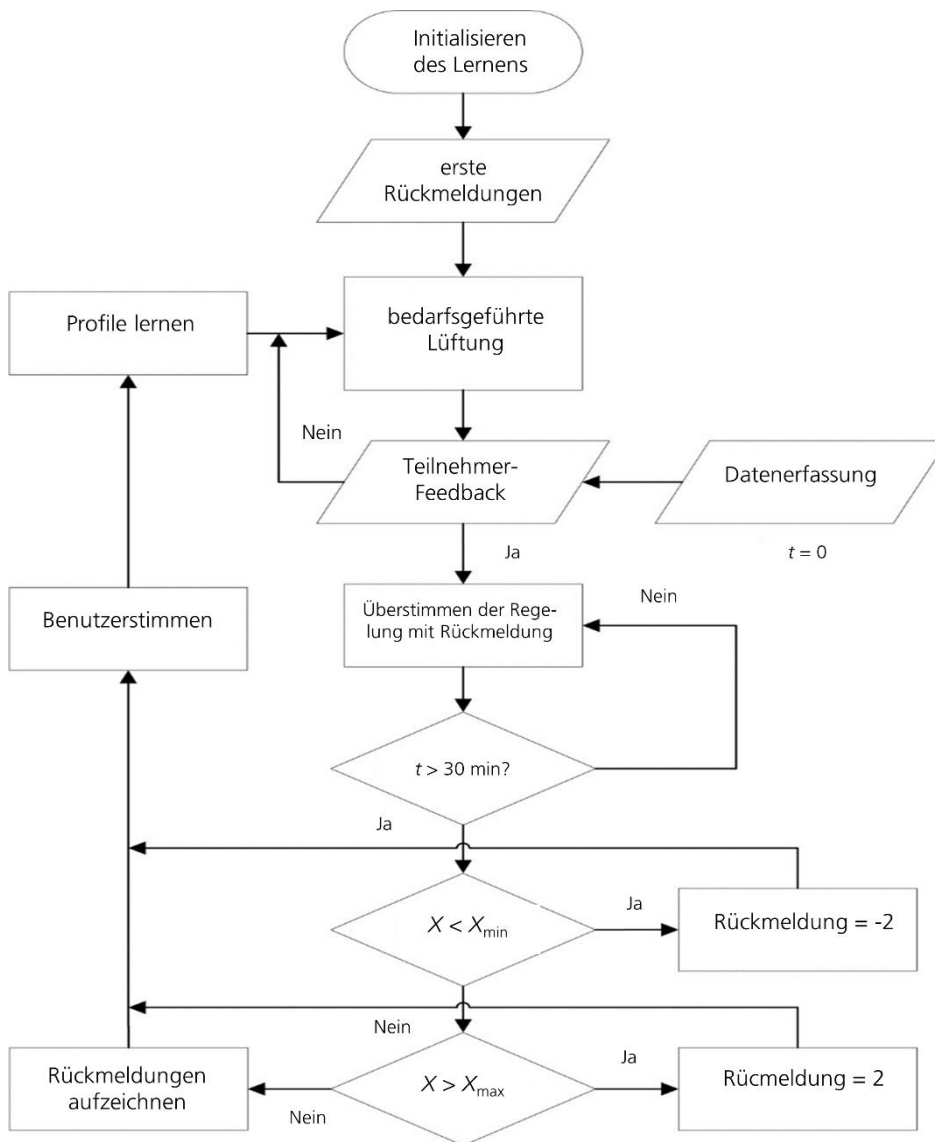 Initialisieren
des Lernens
erste
Rückmeldungen
Profile lernen
bedarfsgeführte
Lüftung
Nein
Teilnehmer-
Feedback
Datenerfassung
Ja
t = 0
Benutzerstimmen
Überstimmen der Rege-
lung mit Rückmeldung
Nein
t > 30 min?
Ja
X < Xmin
Ja
Rückmeldung = -2
Nein
Rückmeldungen
aufzeichnen
Nein
X > Xmax
Ja
Rücmeldung = 2